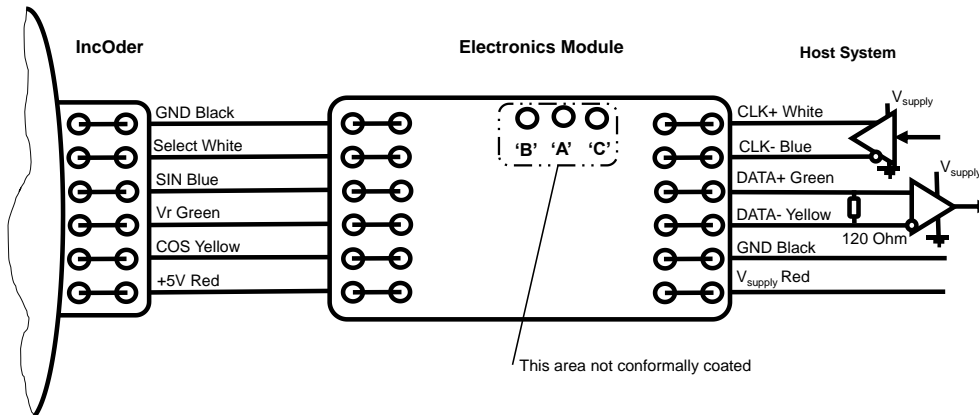 IncOder
Electronics Module
Host System
GND Black
Select White
SIN Blue
Vr Green
COS Yellow
+5V Red
‘B’ ‘A’ ‘C’
CLK+ White
CLK- Blue
DATA+ Green
DATA- Yellow
GND Black
Vsupply Red
Vsupply
Vsupply
120 Ohm
This area not conformally coated